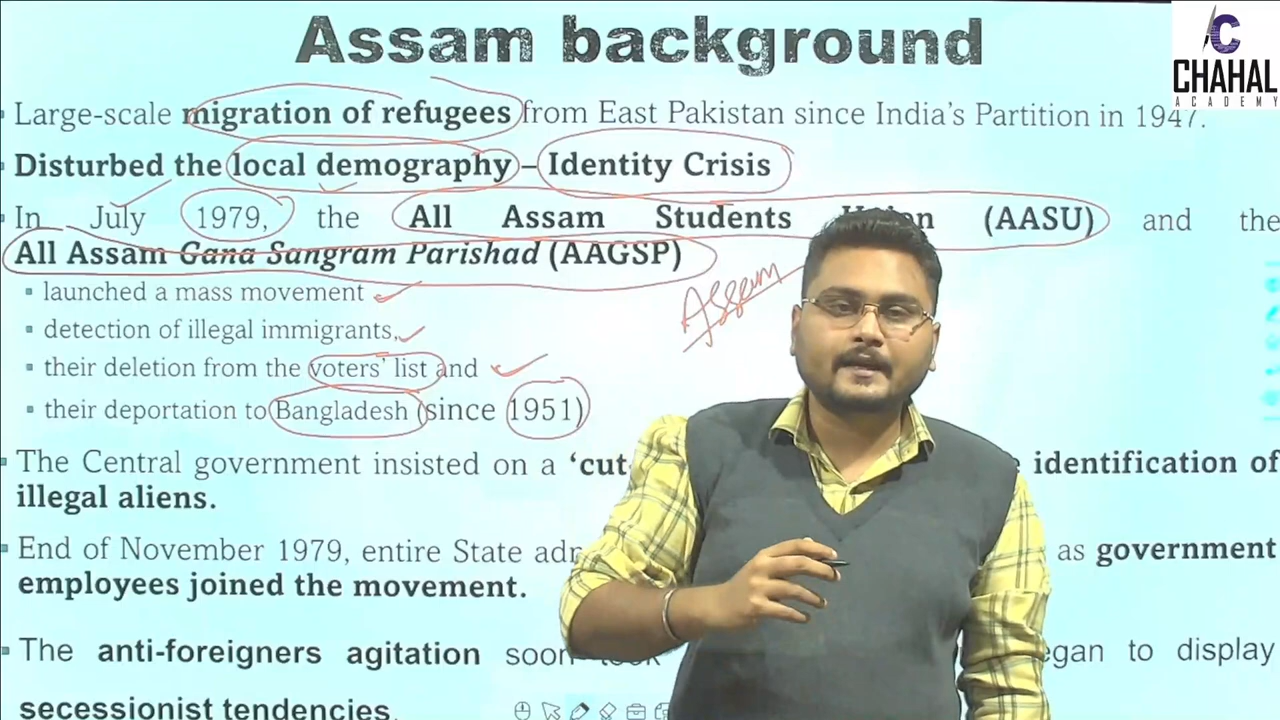 Assam background
CHAHAL
ACADEMY
Large-scale migration of refugees from East Pakistan since India's Partition in 1947.
Disturbed the local demography – Identity Crisis
In July 1979, the All Assam Students Union (AASU) and the
All Assam Gana Sangram Parishad (AAGSP)
Assam
launched a mass movement
detection of illegal immigrants,
their deletion from the voters' list and
their deportation to Bangladesh (since 1951)
The Central government insisted on a 'cut- identification of
illegal aliens.
End of November 1979, entire State as government
employees joined the movement.
The anti-foreigners agitation soon to display
secessionist tendencies.